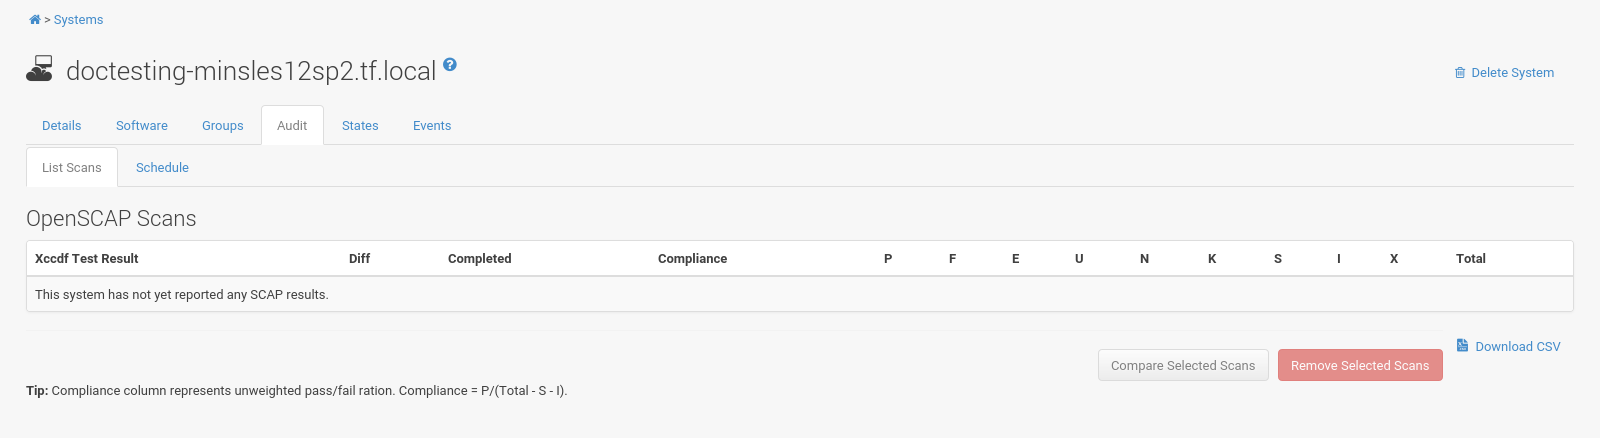 > Systems
doctesting-minsles12sp2.tf.local ?
Delete System
Details Software Groups Audit States Events
List Scans Schedule
OpenSCAP Scans
Xccdf Test Result Diff Completed Compliance P F E U N K S I X Total
This system has not yet reported any SCAP results.
Download CSV
Compare Selected Scans Remove Selected Scans
Tip: Compliance column represents unweighted pass/fail ration. Compliance = P/(Total - S - I).